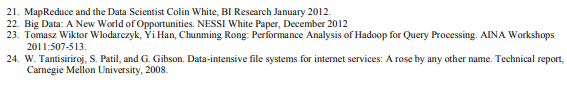 21. MapReduce and the Data Scientist Colin White, BI Research January 2012.
22. Big Data: A New World of Opportunities. NESSI White Paper, December 2012
23. Tomasz Wiktor Wlodarczyk, Yi Han, Chunming Rong: Performance Analysis of Hadoop for Query Processing. AINA Workshops
2011:507-513.
24. W. Tantisiriroj, S. Patil, and G. Gibson. Data-intensive file systems for internet services: A rose by any other name. Technical report,
Carnegie Mellon University, 2008.